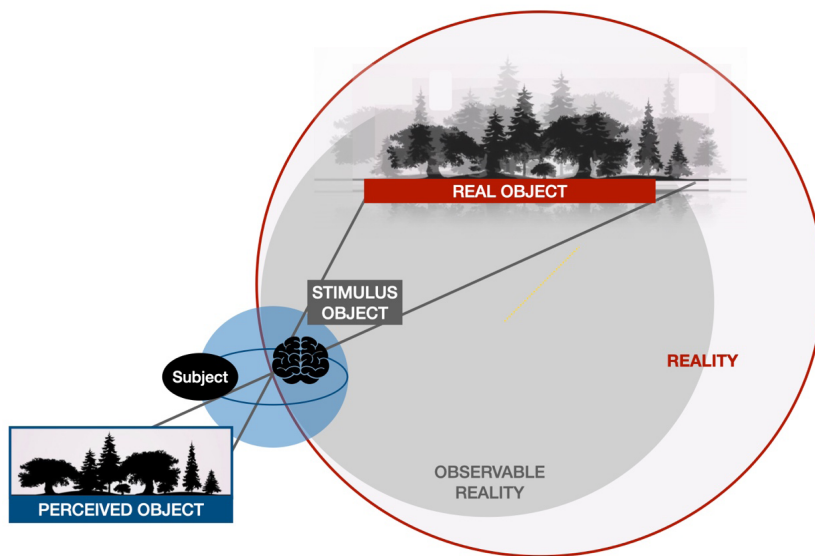 REAL OBJECT
STIMULUS
OBJECT
Subject
REALITY
OBSERVABLE
REALITY
PERCEIVED OBJECT